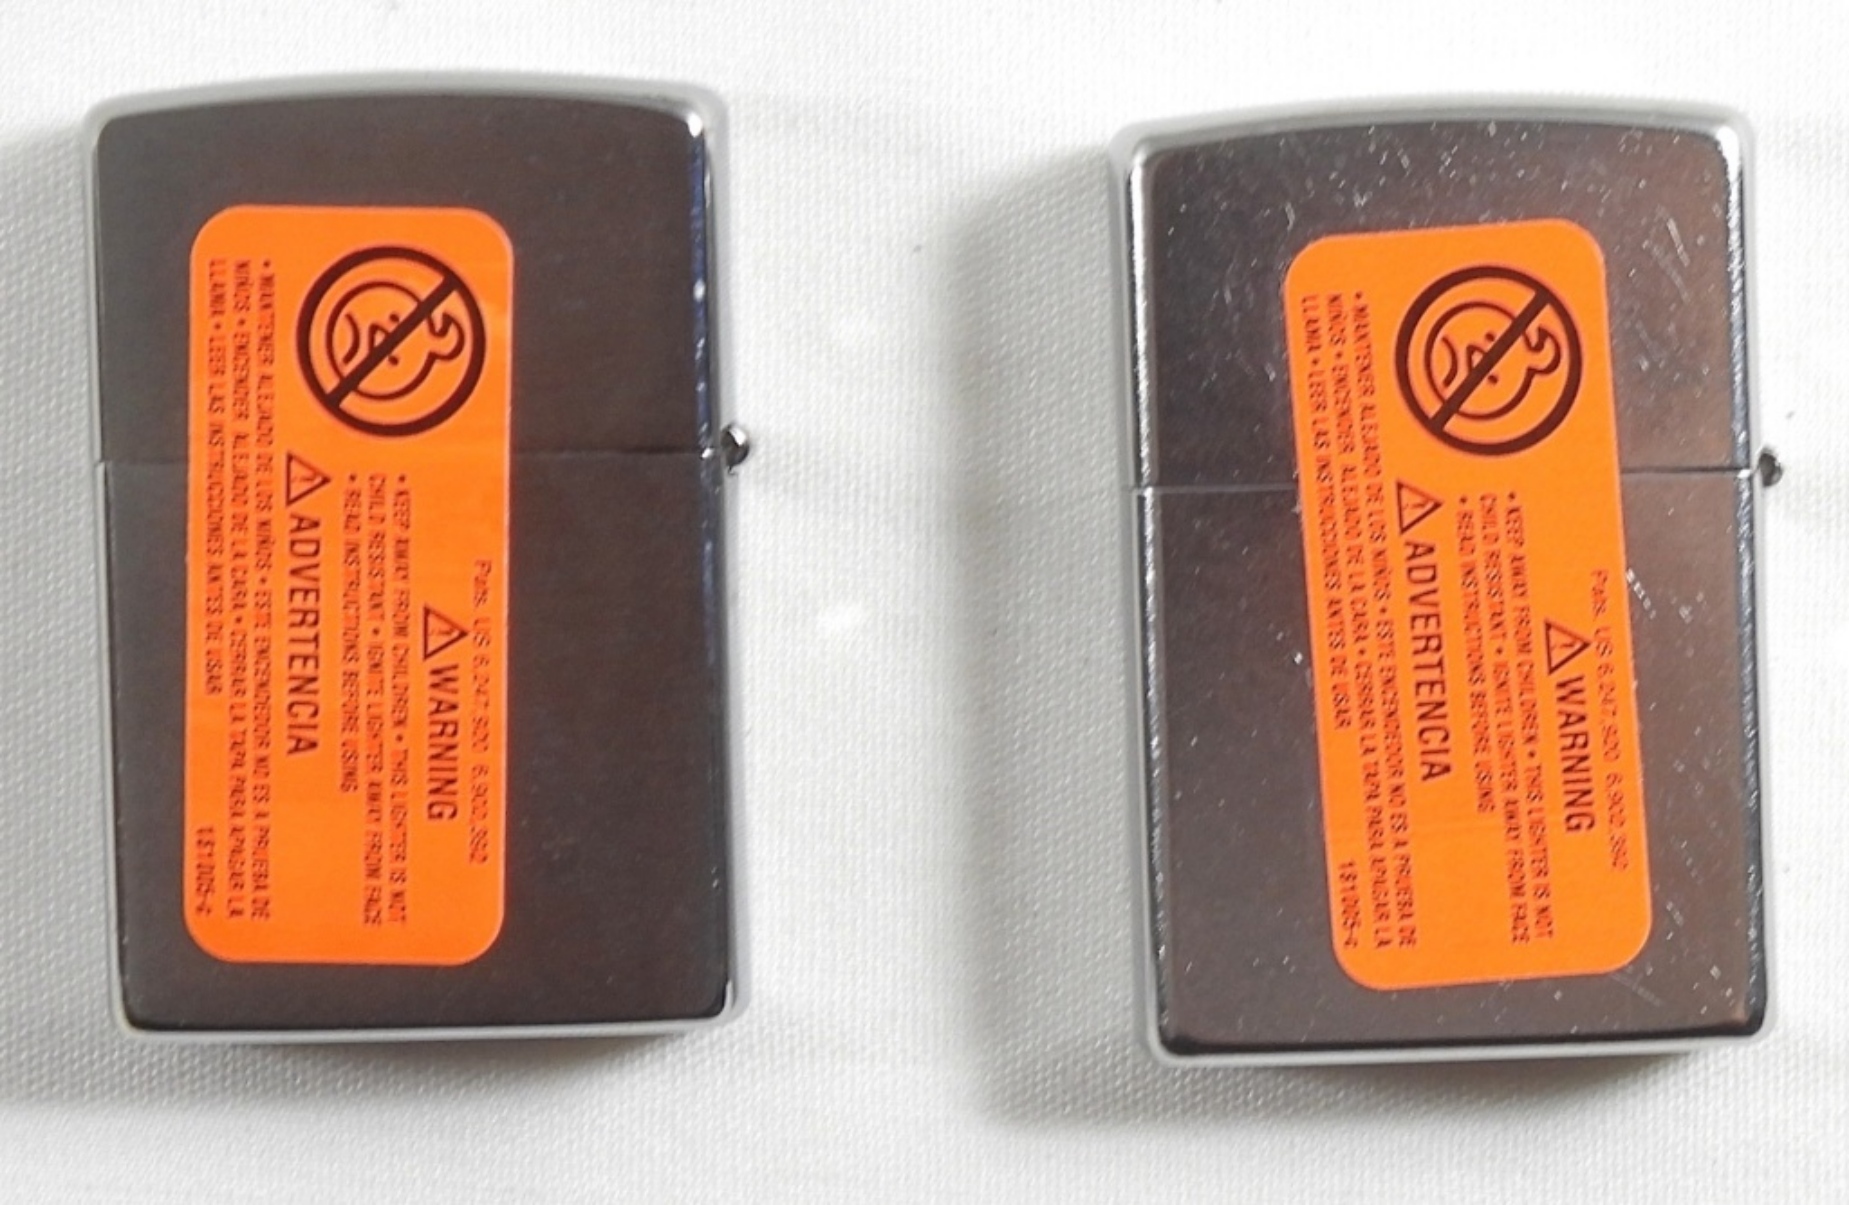 Pats. US 6,247,920 6,902,392
⚠WARNING
• KEEP AWAY FROM CHILDREN • THIS LIGHTER IS NOT
CHILD RESISTANT • IGNITE LIGHTER AWAY FROM FACE
• READ INSTRUCTIONS BEFORE USING
⚠ADVERTENCIA
• MANTENER ALEJADO DE LOS NIÑOS • ESTE ENCENDEDOR NO ES A PRUEBA DE
NIÑOS • ENCENDER ALEJADO DE LA CARA • CERRAR LA TAPA PARA APAGAR LA
LLAMA • LEER LAS INSTRUCCIONES ANTES DE USAR
181005-c
Pats. US 6,247,920 6,902,392
⚠WARNING
• KEEP AWAY FROM CHILDREN • THIS LIGHTER IS NOT
CHILD RESISTANT • IGNITE LIGHTER AWAY FROM FACE
• READ INSTRUCTIONS BEFORE USING
⚠ADVERTENCIA
• MANTENER ALEJADO DE LOS NIÑOS • ESTE ENCENDEDOR NO ES A PRUEBA DE
NIÑOS • ENCENDER ALEJADO DE LA CARA • CERRAR LA TAPA PARA APAGAR LA
LLAMA • LEER LAS INSTRUCCIONES ANTES DE USAR
181005-c